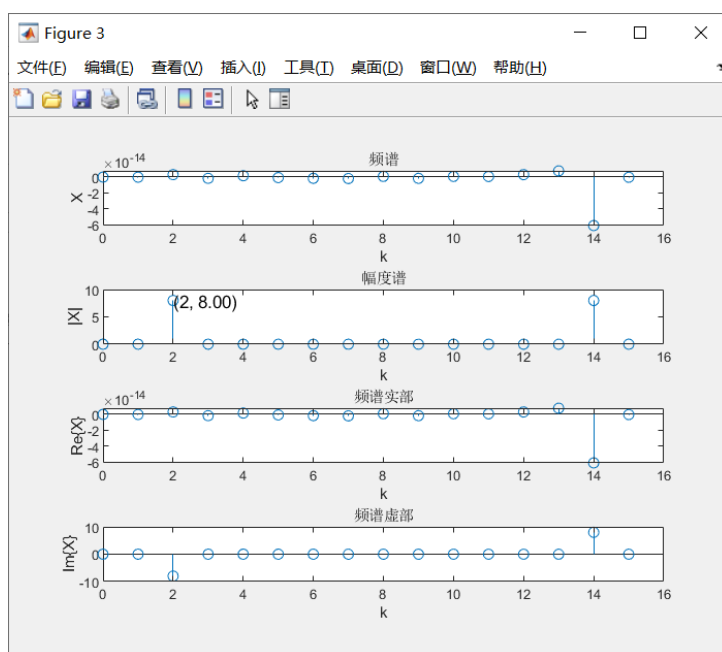 Figure 3
文件(F) 编辑(E) 查看(V) 插入(I) 工具(T) 桌面(D) 窗口(W) 帮助(H)
频谱
×10-14
0
-2
-4
-6
X
0 2 4 6 8 10 12 14 16
k
幅度谱
10
5
0
|X|
(2, 8.00)
0 2 4 6 8 10 12 14 16
k
频谱实部
×10-14
0
-2
-4
-6
Re{X}
0 2 4 6 8 10 12 14 16
k
频谱虚部
10
0
-10
Im{X}
0 2 4 6 8 10 12 14 16
k